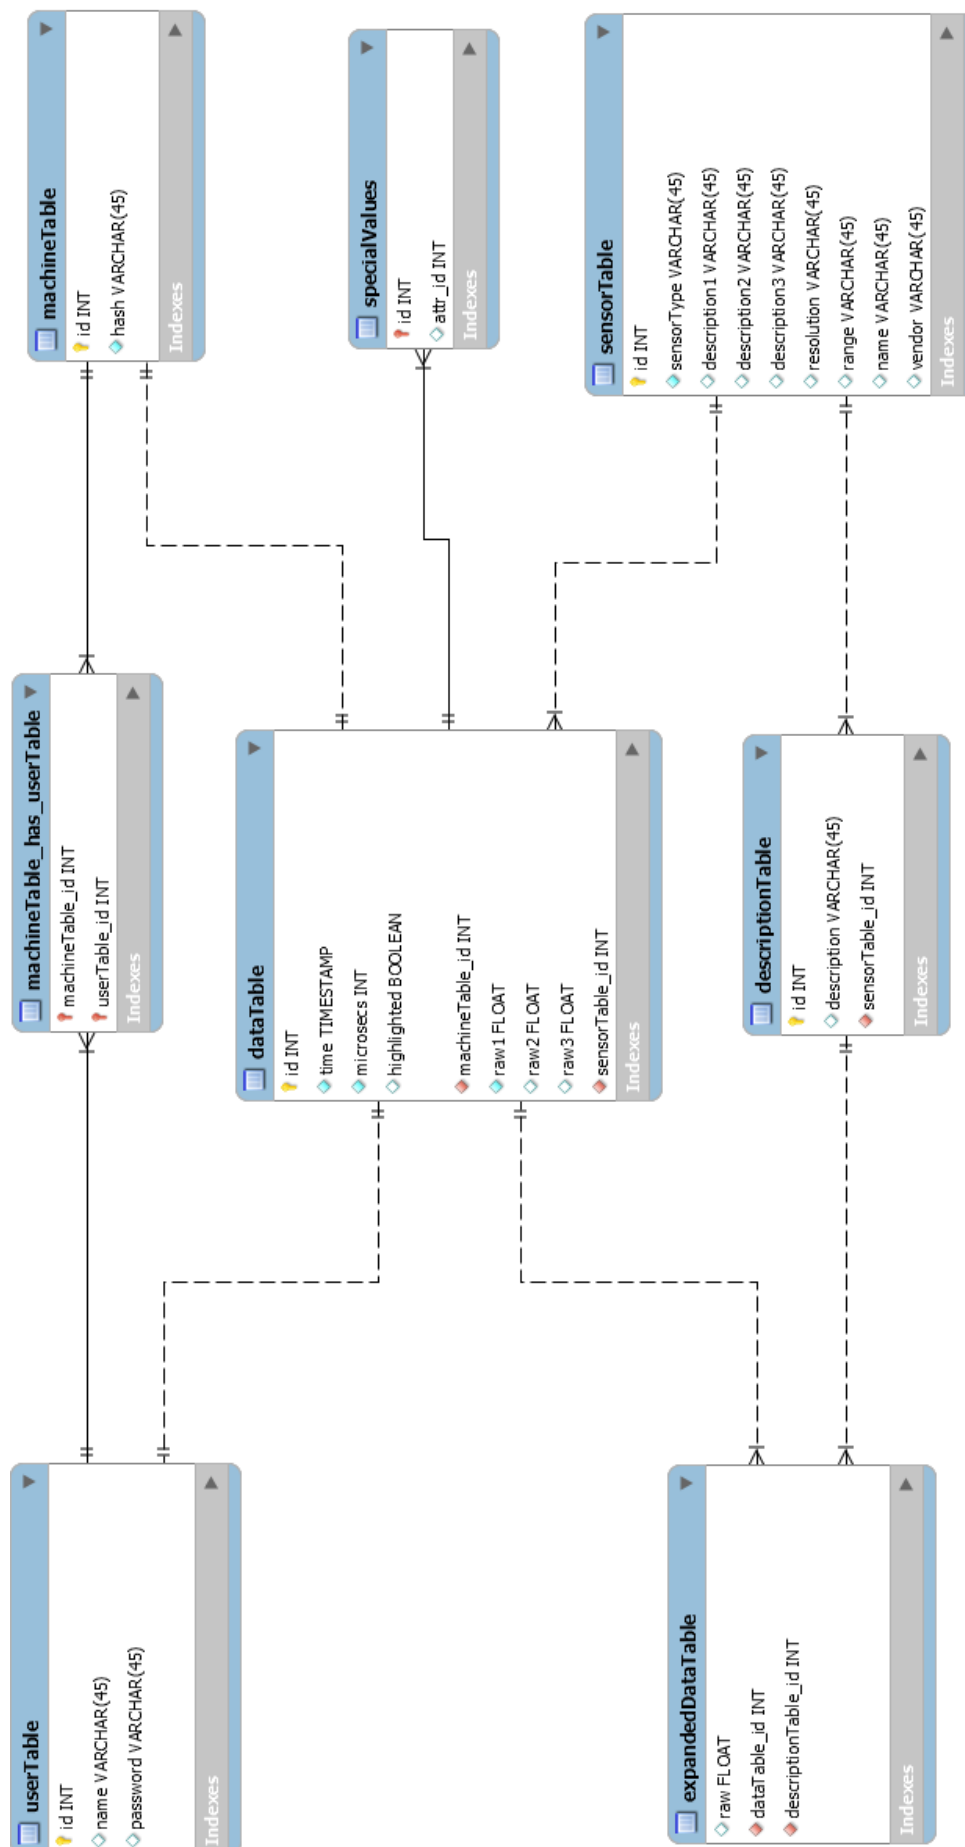 userTable
id INT
name VARCHAR(45)
password VARCHAR(45)
Indexes
machineTable_has_userTable
machineTable_id INT
userTable_id INT
Indexes
machineTable
id INT
hash VARCHAR(45)
Indexes
dataTable
id INT
time TIMESTAMP
microsecs INT
highlighted BOOLEAN
machineTable_id INT
raw1 FLOAT
raw2 FLOAT
raw3 FLOAT
sensorTable_id INT
Indexes
specialValues
id INT
attr_id INT
Indexes
expandedDataTable
raw FLOAT
dataTable_id INT
descriptionTable_id INT
Indexes
descriptionTable
id INT
description VARCHAR(45)
sensorTable_id INT
Indexes
sensorTable
id INT
sensorType VARCHAR(45)
description1 VARCHAR(45)
description2 VARCHAR(45)
description3 VARCHAR(45)
resolution VARCHAR(45)
range VARCHAR(45)
name VARCHAR(45)
vendor VARCHAR(45)
Indexes